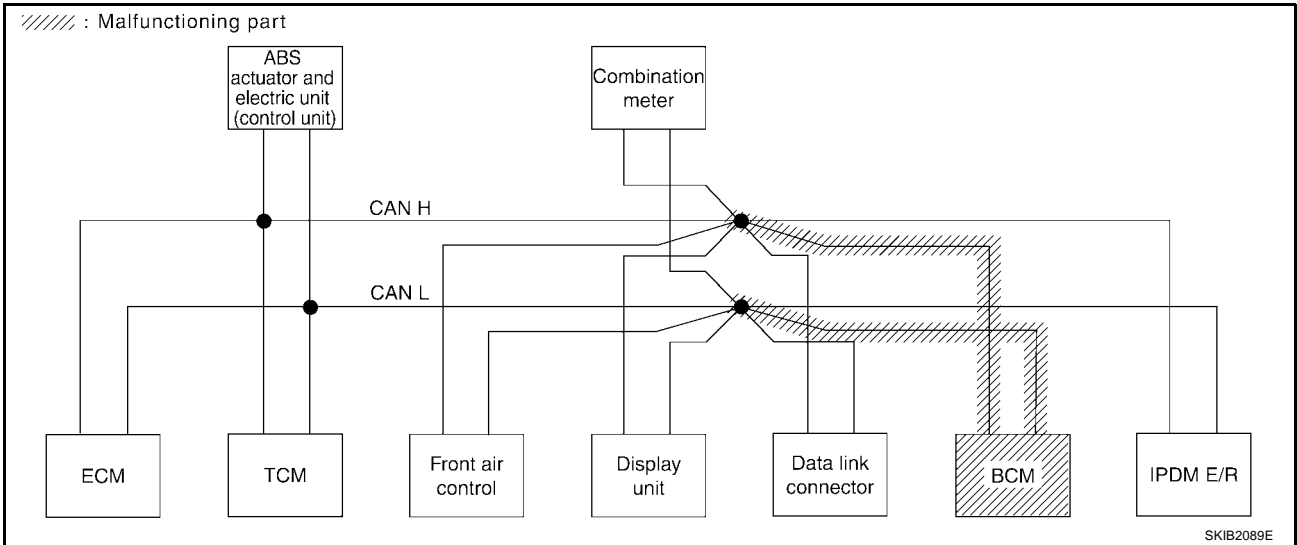 : Malfunctioning part
ABS
actuator and
electric unit
(control unit)
Combination
meter
CAN H
CAN L
ECM
TCM
Front air
control
Display
unit
Data link
connector
BCM
IPDM E/R
SKIB2089E